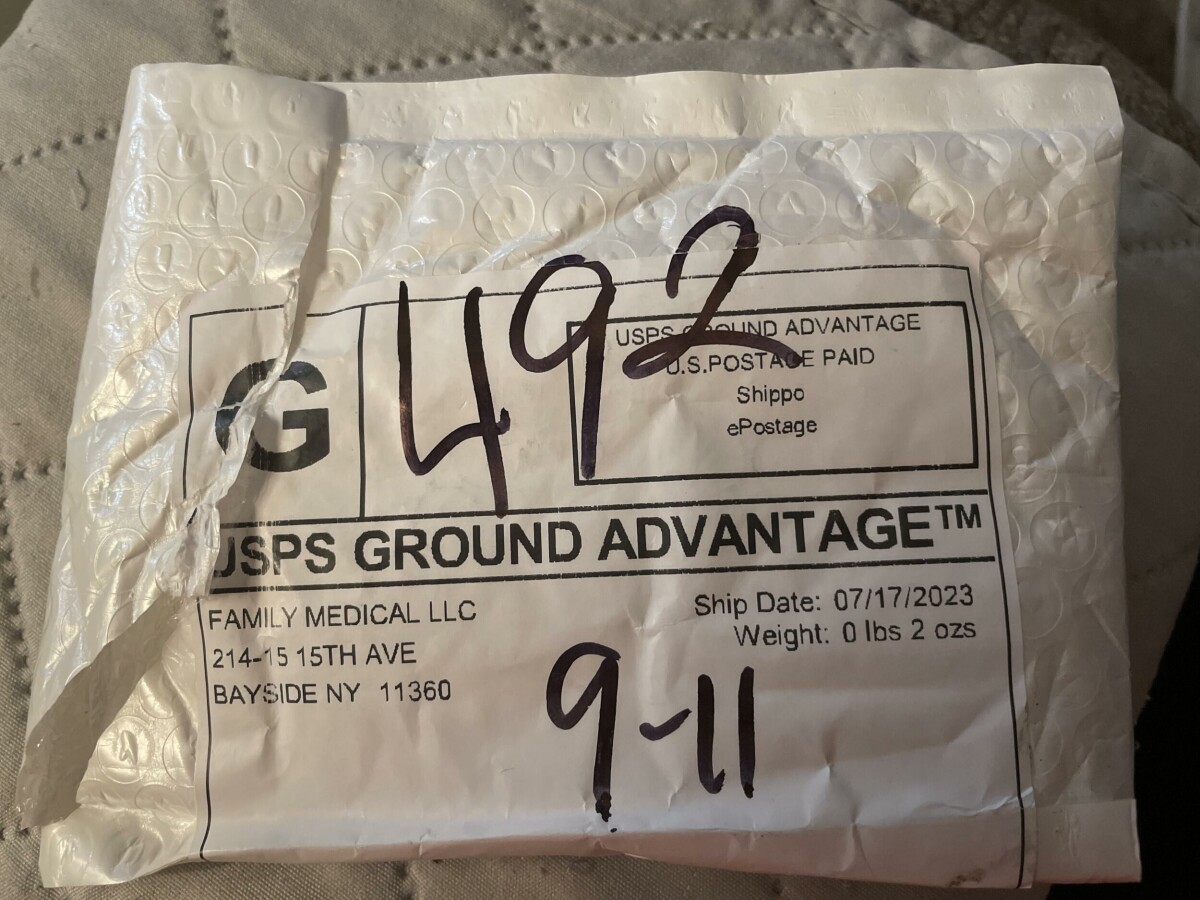 492
G
USPS GROUND ADVANTAGE
U.S.POSTAGE PAID
Shippo
ePostage
USPS GROUND ADVANTAGE™
FAMILY MEDICAL LLC
214-15 15TH AVE
BAYSIDE NY 11360
Ship Date: 07/17/2023
Weight: 0 lbs 2 ozs
9-11